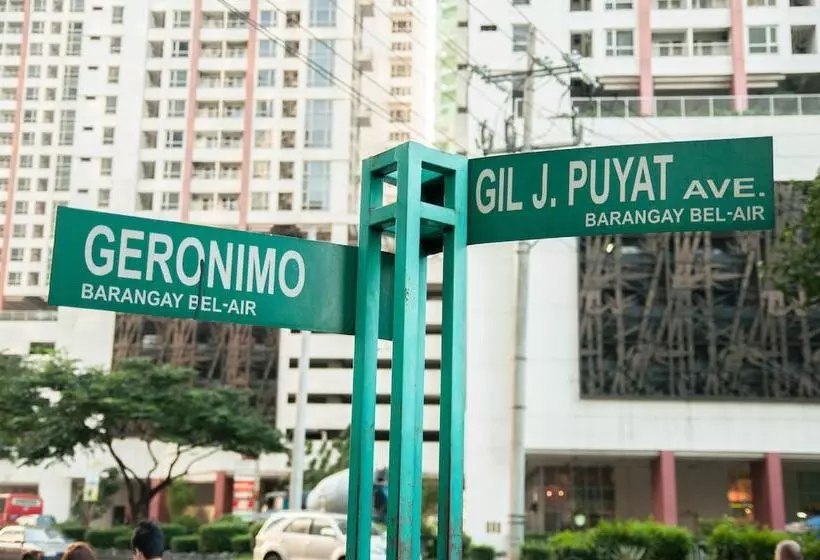 GERONIMO
BARANGAY BEL-AIR
GIL J. PUYAT AVE.
BARANGAY BEL-AIR